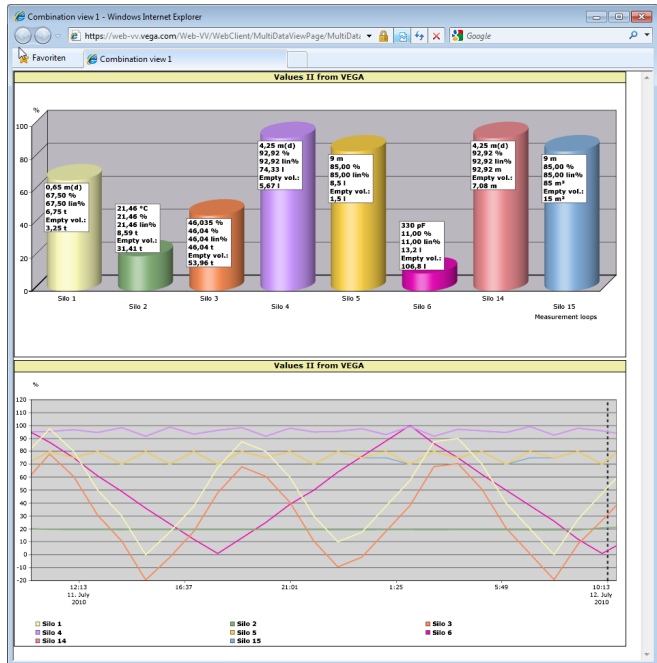 Combination view 1 - Windows Internet Explorer
https://web-vv.vega.com/Web-VV/WebClient/MultiDataViewPage/MultiData
Google
Favoriten
Combination view 1
Values II from VEGA
%
100
80
60
40
20
0
0,65 m(d)
67,50 %
67,50 lin%
6,75 t
Empty vol.:
3,25 t
21,46 °C
21,46 %
21,46 lin%
8,59 t
Empty vol.:
31,41 t
46,035 %
46,04 %
46,04 lin%
46,04 t
Empty vol.:
53,96 t
4,25 m(d)
92,92 %
92,92 lin%
74,33 l
Empty vol.:
5,67 l
9 m
85,00 %
85,00 lin%
8,5 l
Empty vol.:
1,5 l
330 pF
11,00 %
11,00 lin%
13,2 l
Empty vol.:
106,8 l
4,25 m(d)
92,92 %
92,92 lin%
92,92 m
Empty vol.:
7,08 m
9 m
85,00 %
85,00 lin%
85 m³
Empty vol.:
15 m³
Silo 1
Silo 2
Silo 3
Silo 4
Silo 5
Silo 6
Silo 14
Silo 15
Measurement loops
Values II from VEGA
%
120
110
100
90
80
70
60
50
40
30
20
10
0
-10
-20
12:13
11. July
2010
16:37
21:01
1:25
5:49
10:13
12. July
2010
Silo 1
Silo 2
Silo 3
Silo 4
Silo 5
Silo 6
Silo 14
Silo 15